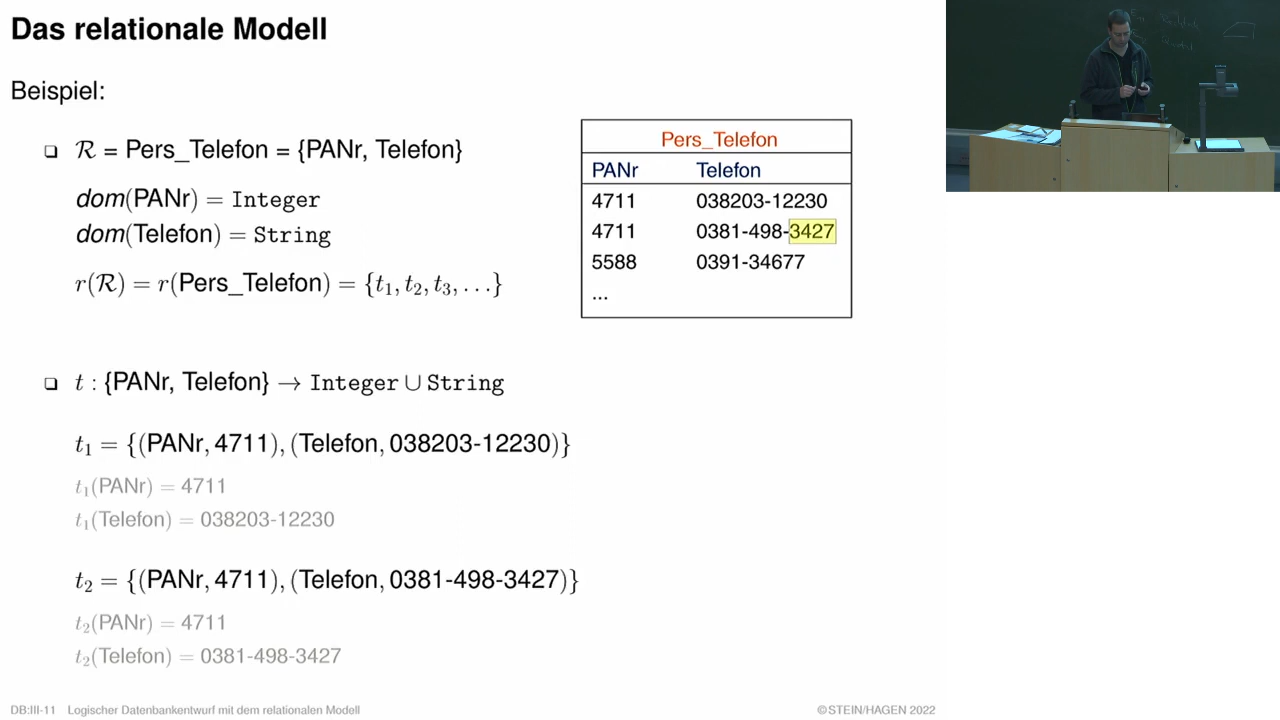 Das relationale Modell
Beispiel:
❑ ℛ = Pers_Telefon = {PANr, Telefon}
dom(PANr) = Integer
dom(Telefon) = String
r(ℛ) = r(Pers_Telefon) = {t₁, t₂, t₃, . . .}
Pers_Telefon
PANr Telefon
4711 038203-12230
4711 0381-498-3427
5588 0391-34677
...
❑ t : {PANr, Telefon} → Integer ∪ String
t₁ = {(PANr, 4711), (Telefon, 038203-12230)}
t₁(PANr) = 4711
t₁(Telefon) = 038203-12230
t₂ = {(PANr, 4711), (Telefon, 0381-498-3427)}
t₂(PANr) = 4711
t₂(Telefon) = 0381-498-3427
DB:III-11 Logischer Datenbankentwurf mit dem relationalen Modell
©STEIN/HAGEN 2022